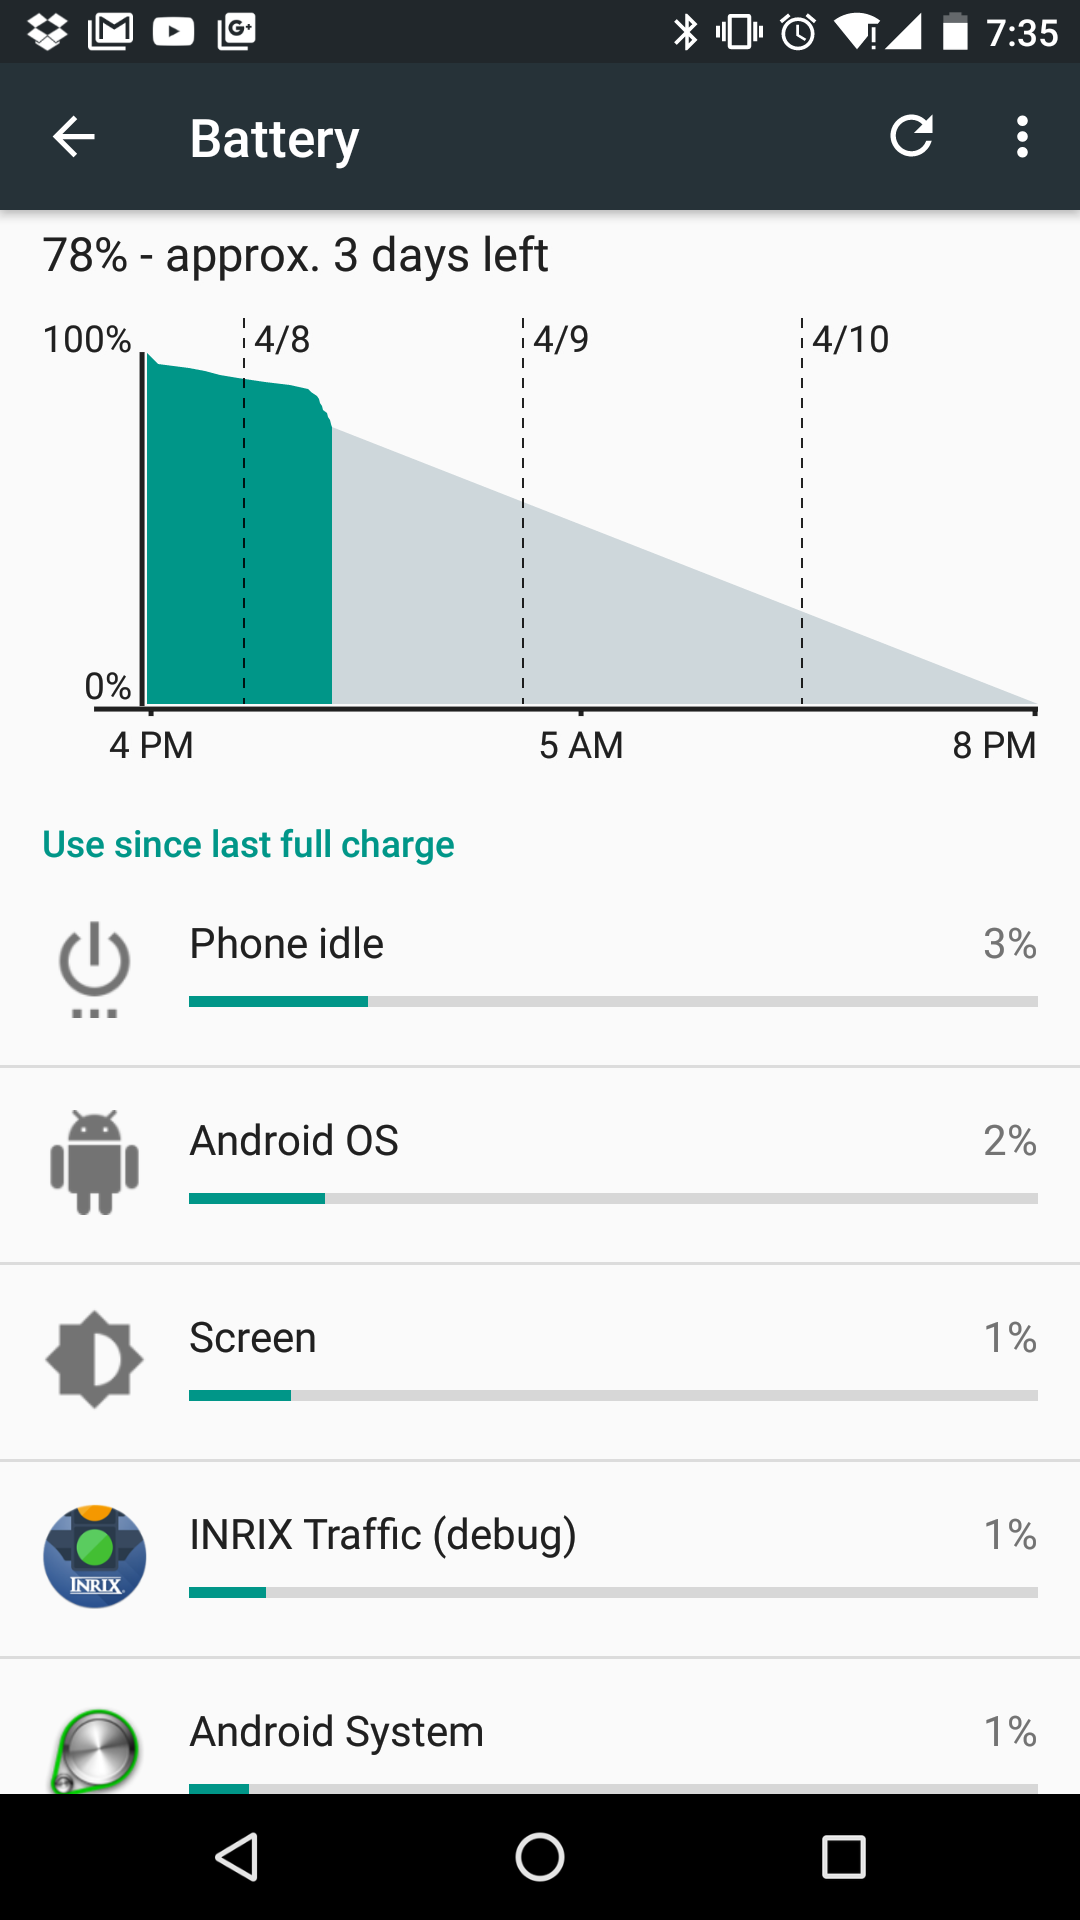 7:35
Battery
78% - approx. 3 days left
100%
4/8
4/9
4/10
0%
4 PM
5 AM
8 PM
Use since last full charge
Phone idle
3%
Android OS
2%
Screen
1%
INRIX Traffic (debug)
1%
INRIX
Android System
1%